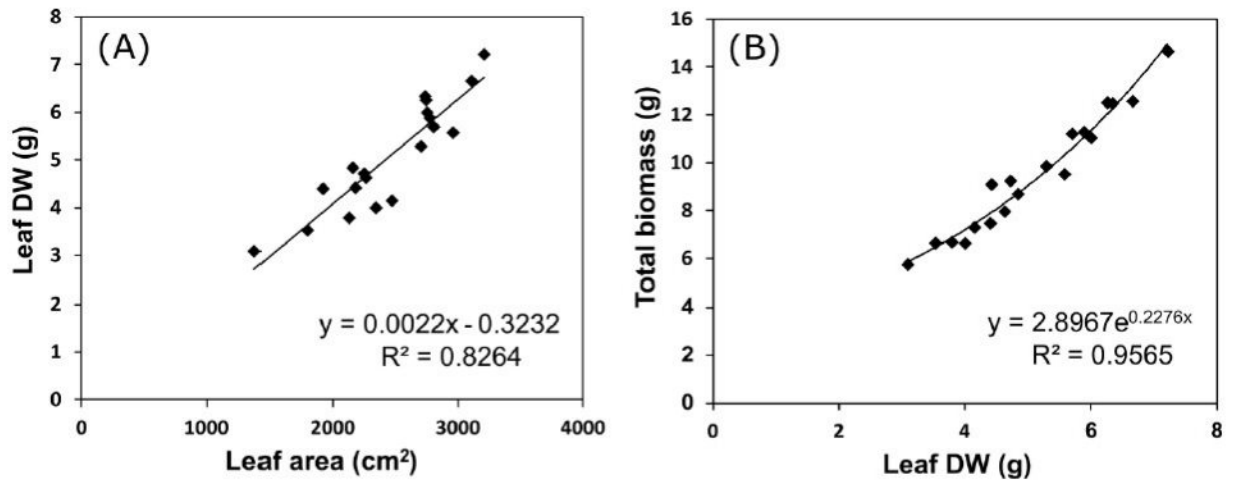 (A)
Leaf DW (g)
8
7
6
5
4
3
2
1
0
y = 0.0022x - 0.3232
R² = 0.8264
0 1000 2000 3000 4000
Leaf area (cm²)
(B)
Total biomass (g)
16
14
12
10
8
6
4
2
0
y = 2.8967e^0.2276x
R² = 0.9565
0 2 4 6 8
Leaf DW (g)